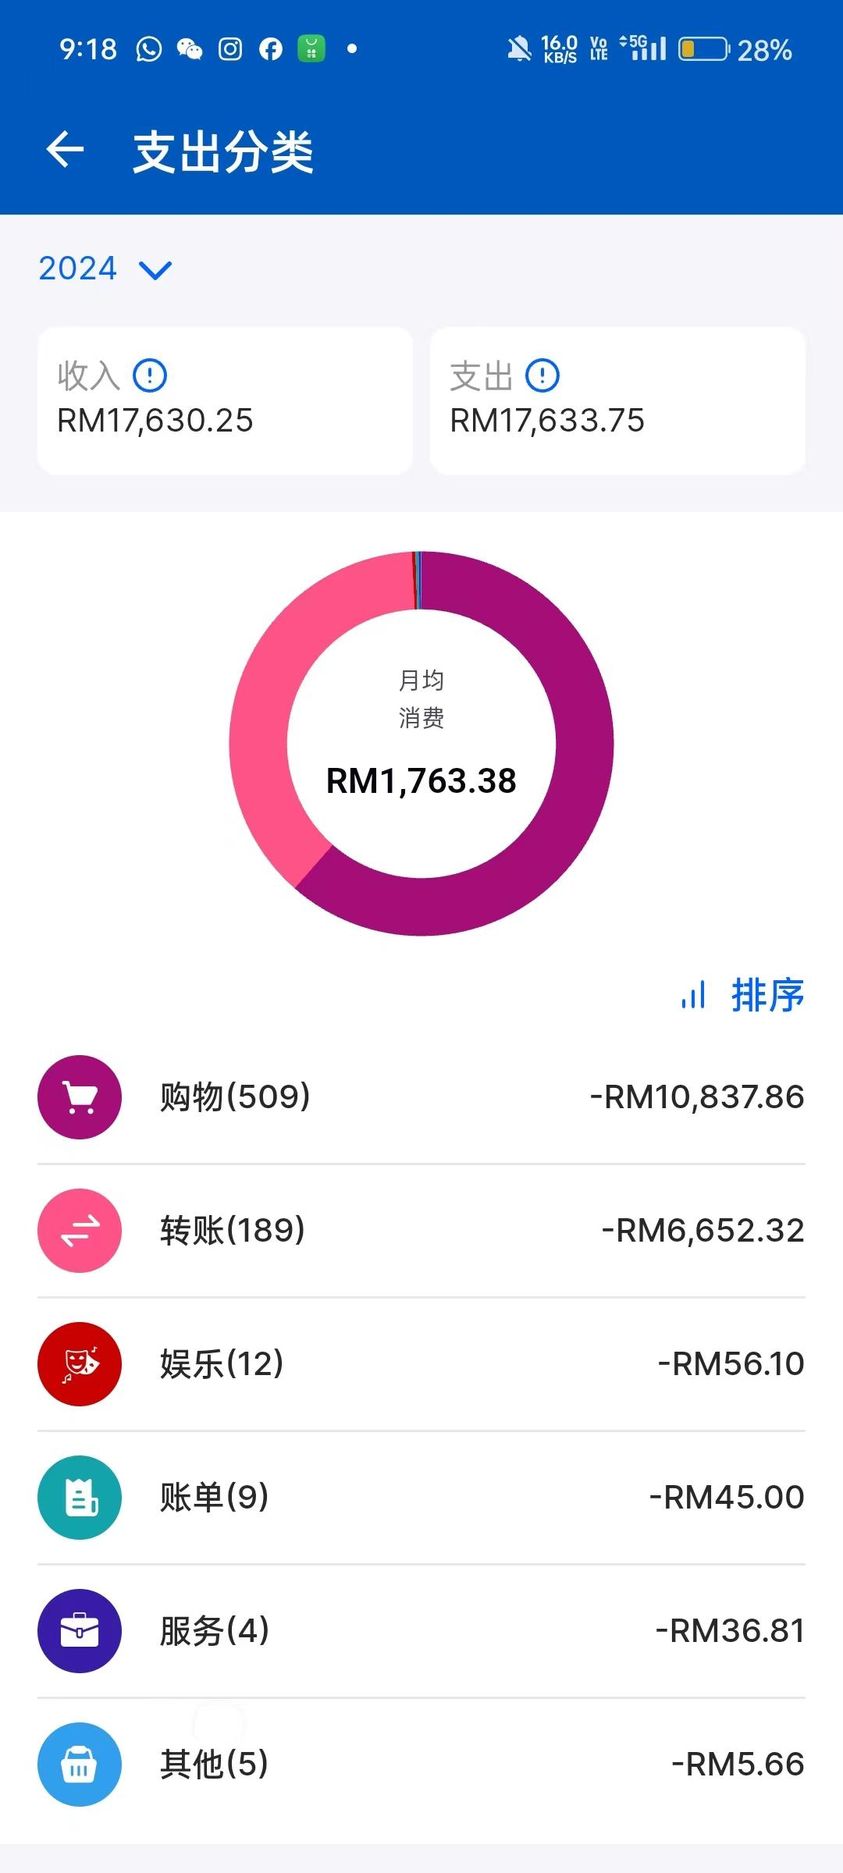 9:18 16.0 KB/S Vo LTE 5G 28%
支出分类
2024
收入 支出
RM17,630.25 RM17,633.75
月均
消费
RM1,763.38
排序
购物(509) -RM10,837.86
转账(189) -RM6,652.32
娱乐(12) -RM56.10
账单(9) -RM45.00
服务(4) -RM36.81
其他(5) -RM5.66